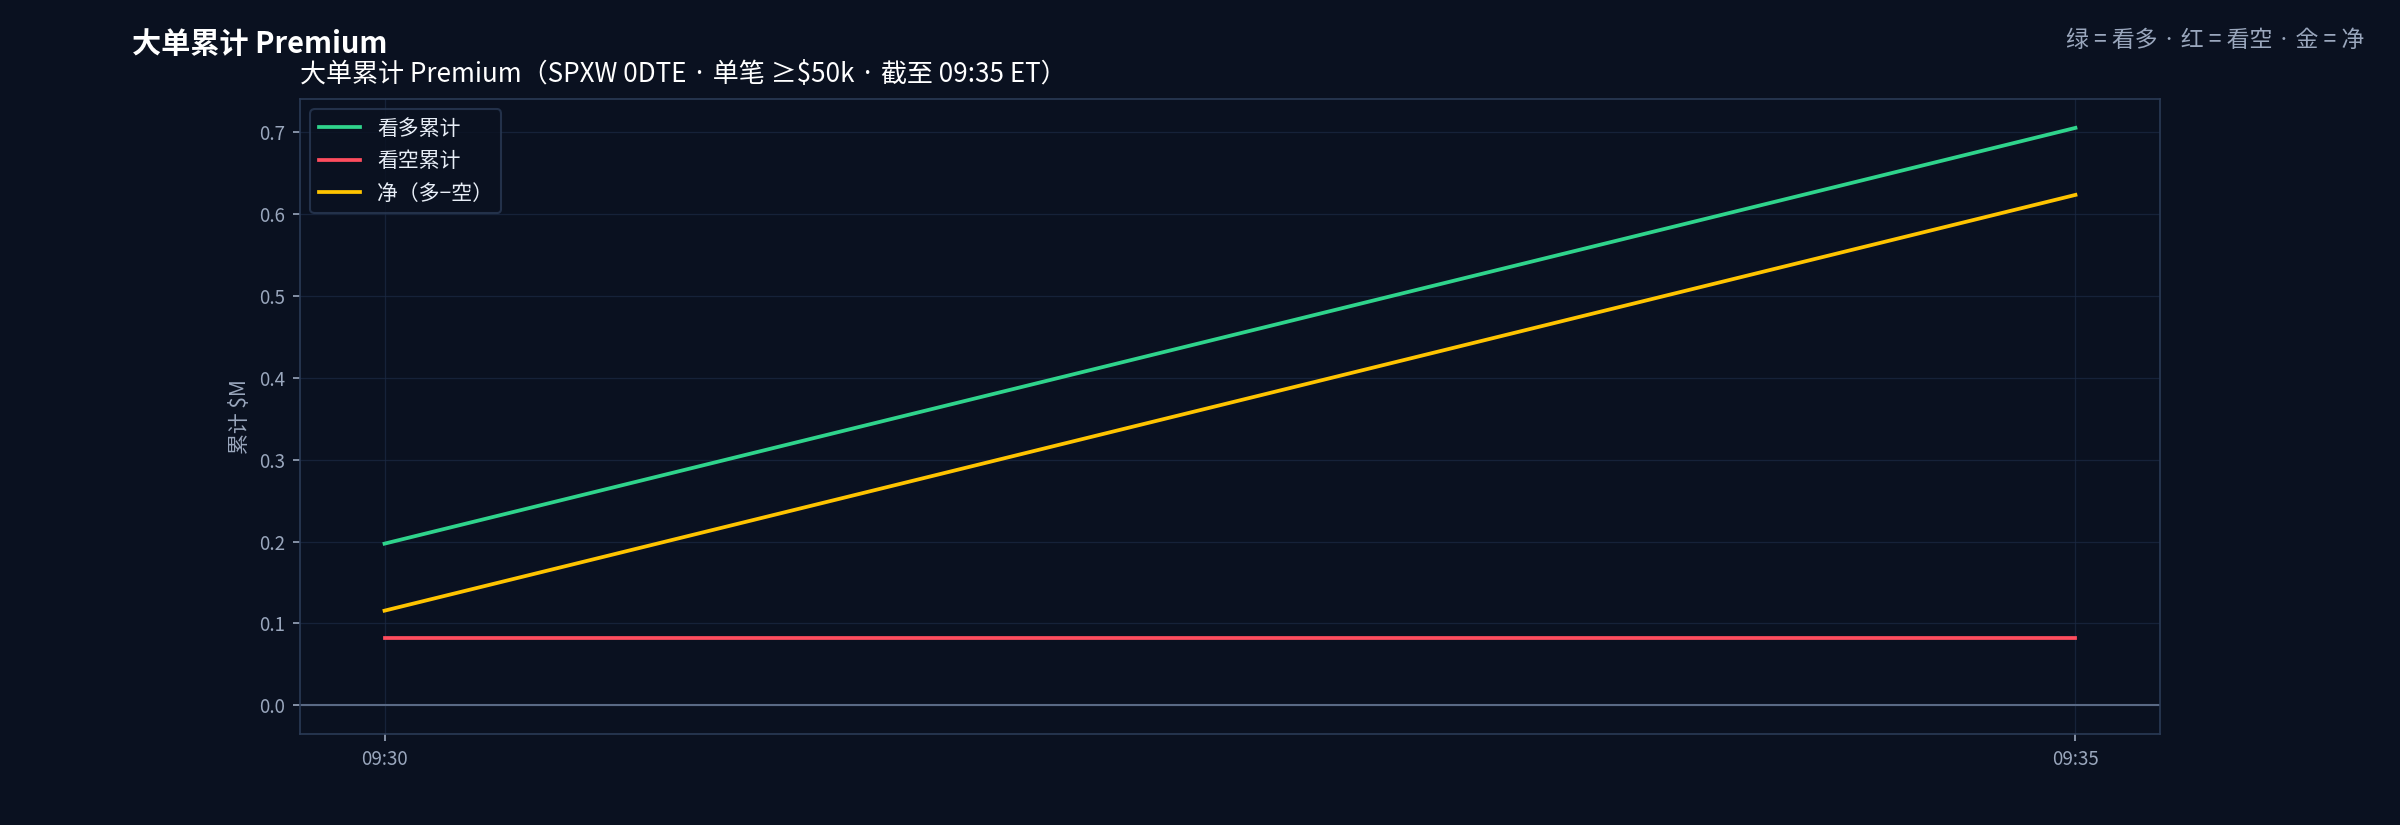 大单累计 Premium
绿 = 看多 · 红 = 看空 · 金 = 净
大单累计 Premium（SPXW 0DTE · 单笔 ≥$50k · 截至 09:35 ET）
看多累计
看空累计
净（多−空）
累计 $M
0.7
0.6
0.5
0.4
0.3
0.2
0.1
0.0
09:30
09:35